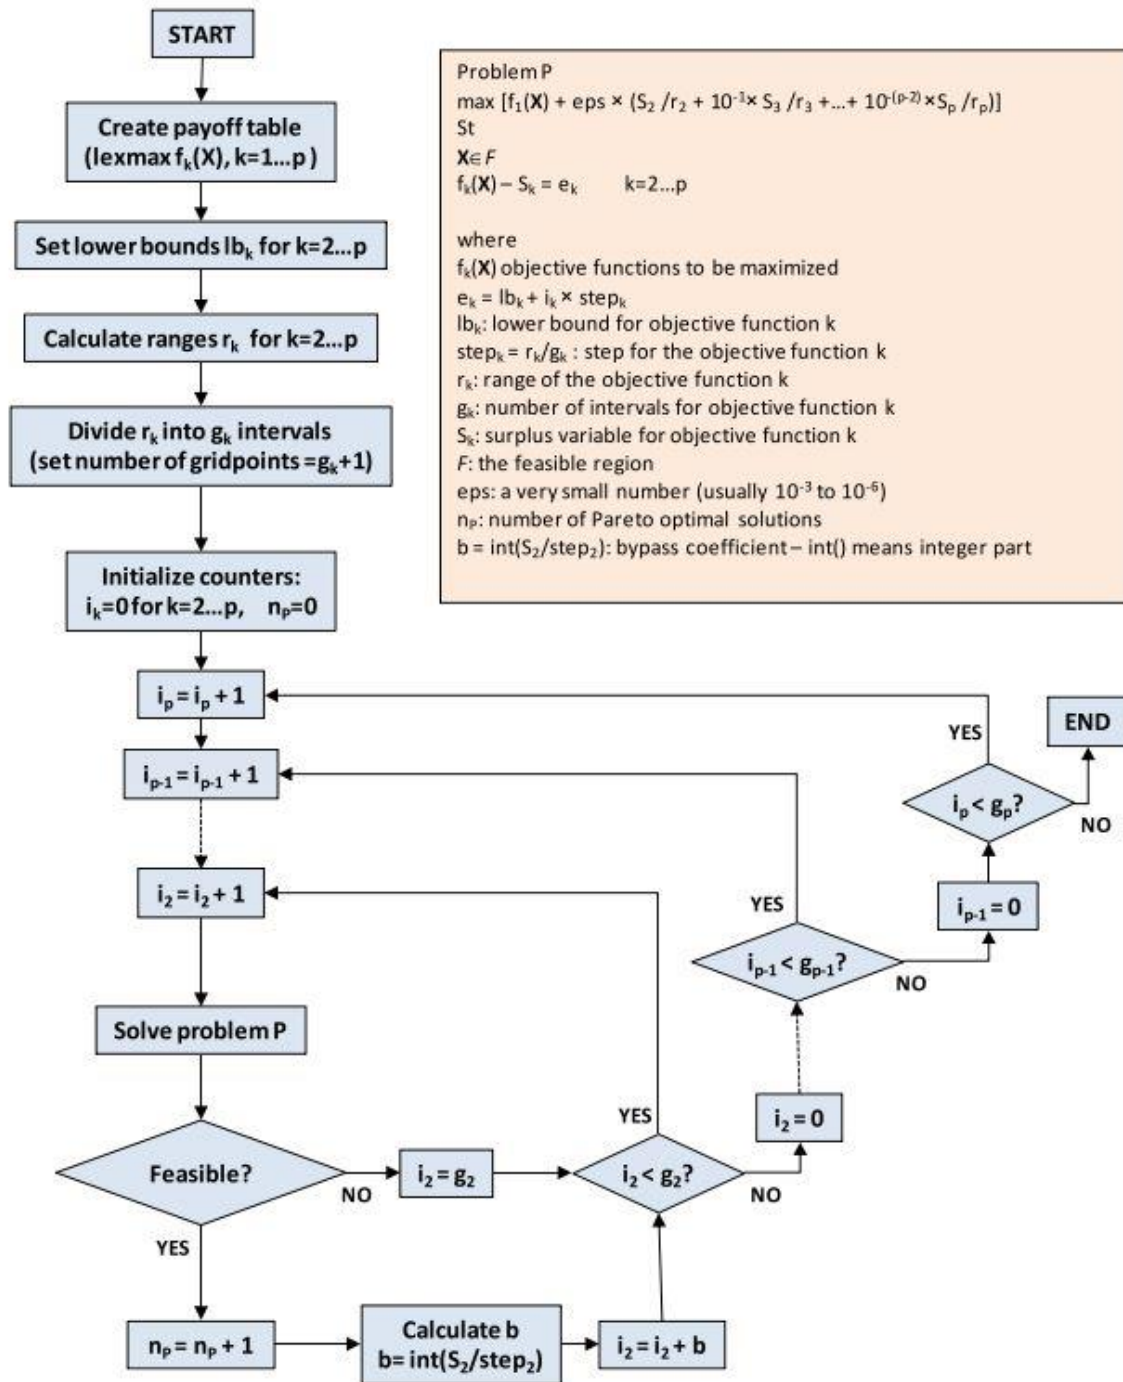 START
Create payoff table
(lexmax fₖ(X), k=1...p )
Set lower bounds lbₖ for k=2...p
Calculate ranges rₖ for k=2...p
Divide rₖ into gₖ intervals
(set number of gridpoints =gₖ+1)
Initialize counters:
iₖ=0 for k=2...p, nₚ=0
Problem P
max [f₁(X) + eps × (S₂ /r₂ + 10⁻¹× S₃ /r₃ +...+ 10⁻⁽ᵖ⁻²⁾ ×Sₚ /rₚ)]
St
X∈ F
fₖ(X) – Sₖ = eₖ k=2...p
where
fₖ(X) objective functions to be maximized
eₖ = lbₖ + iₖ × stepₖ
lbₖ: lower bound for objective function k
stepₖ = rₖ/gₖ : step for the objective function k
rₖ: range of the objective function k
gₖ: number of intervals for objective function k
Sₖ: surplus variable for objective function k
F: the feasible region
eps: a very small number (usually 10⁻³ to 10⁻⁶)
nₚ: number of Pareto optimal solutions
b = int(S₂/step₂): bypass coefficient – int() means integer part
iₚ = iₚ + 1
iₚ₋₁ = iₚ₋₁ + 1
i₂ = i₂ + 1
Solve problem P
Feasible?
NO
YES
i₂ = g₂
nₚ = nₚ + 1
Calculate b
b= int(S₂/step₂)
i₂ = i₂ + b
i₂ < g₂?
YES
NO
i₂ = 0
iₚ₋₁ < gₚ₋₁?
YES
NO
iₚ₋₁ = 0
iₚ < gₚ?
YES
NO
END